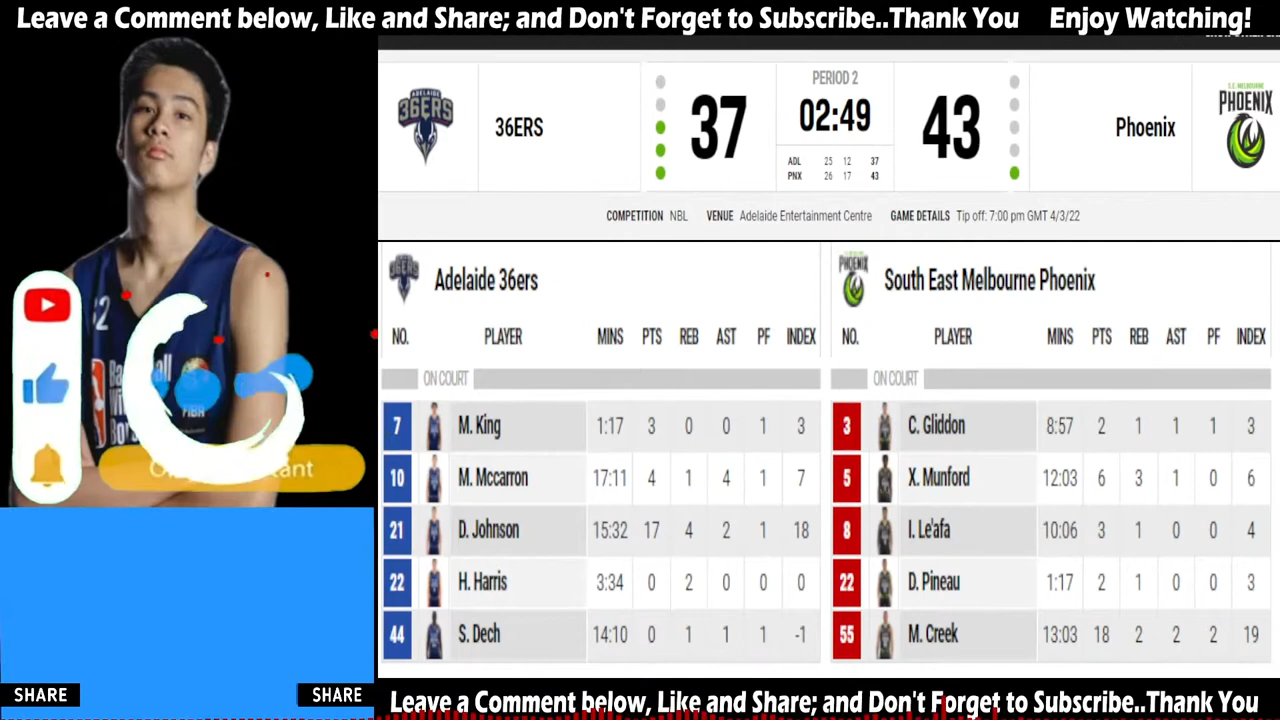 Leave a Comment below, Like and Share; and Don't Forget to Subscribe..Thank You Enjoy Watching!
ADELAIDE
36ERS
36ERS
37
PERIOD 2
02:49
ADL 25 12 37
PNX 26 17 43
43
Phoenix
S.E. MELBOURNE
PHOENIX
COMPETITION NBL VENUE Adelaide Entertainment Centre GAME DETAILS Tip off: 7:00 pm GMT 4/3/22
36ERS
Adelaide 36ers
NO. PLAYER MINS PTS REB AST PF INDEX
ON COURT
7 M. King 1:17 3 0 0 1 3
10 M. Mccarron 17:11 4 1 4 1 7
21 D. Johnson 15:32 17 4 2 1 18
22 H. Harris 3:34 0 2 0 0 0
44 S. Dech 14:10 0 1 1 1 -1
PHOENIX
South East Melbourne Phoenix
NO. PLAYER MINS PTS REB AST PF INDEX
ON COURT
3 C. Gliddon 8:57 2 1 1 1 3
5 X. Munford 12:03 6 3 1 0 6
8 I. Le'afa 10:06 3 1 0 0 4
22 D. Pineau 1:17 2 1 0 0 3
55 M. Creek 13:03 18 2 2 2 19
FIBA
SHARE SHARE
Leave a Comment below, Like and Share; and Don't Forget to Subscribe..Thank You